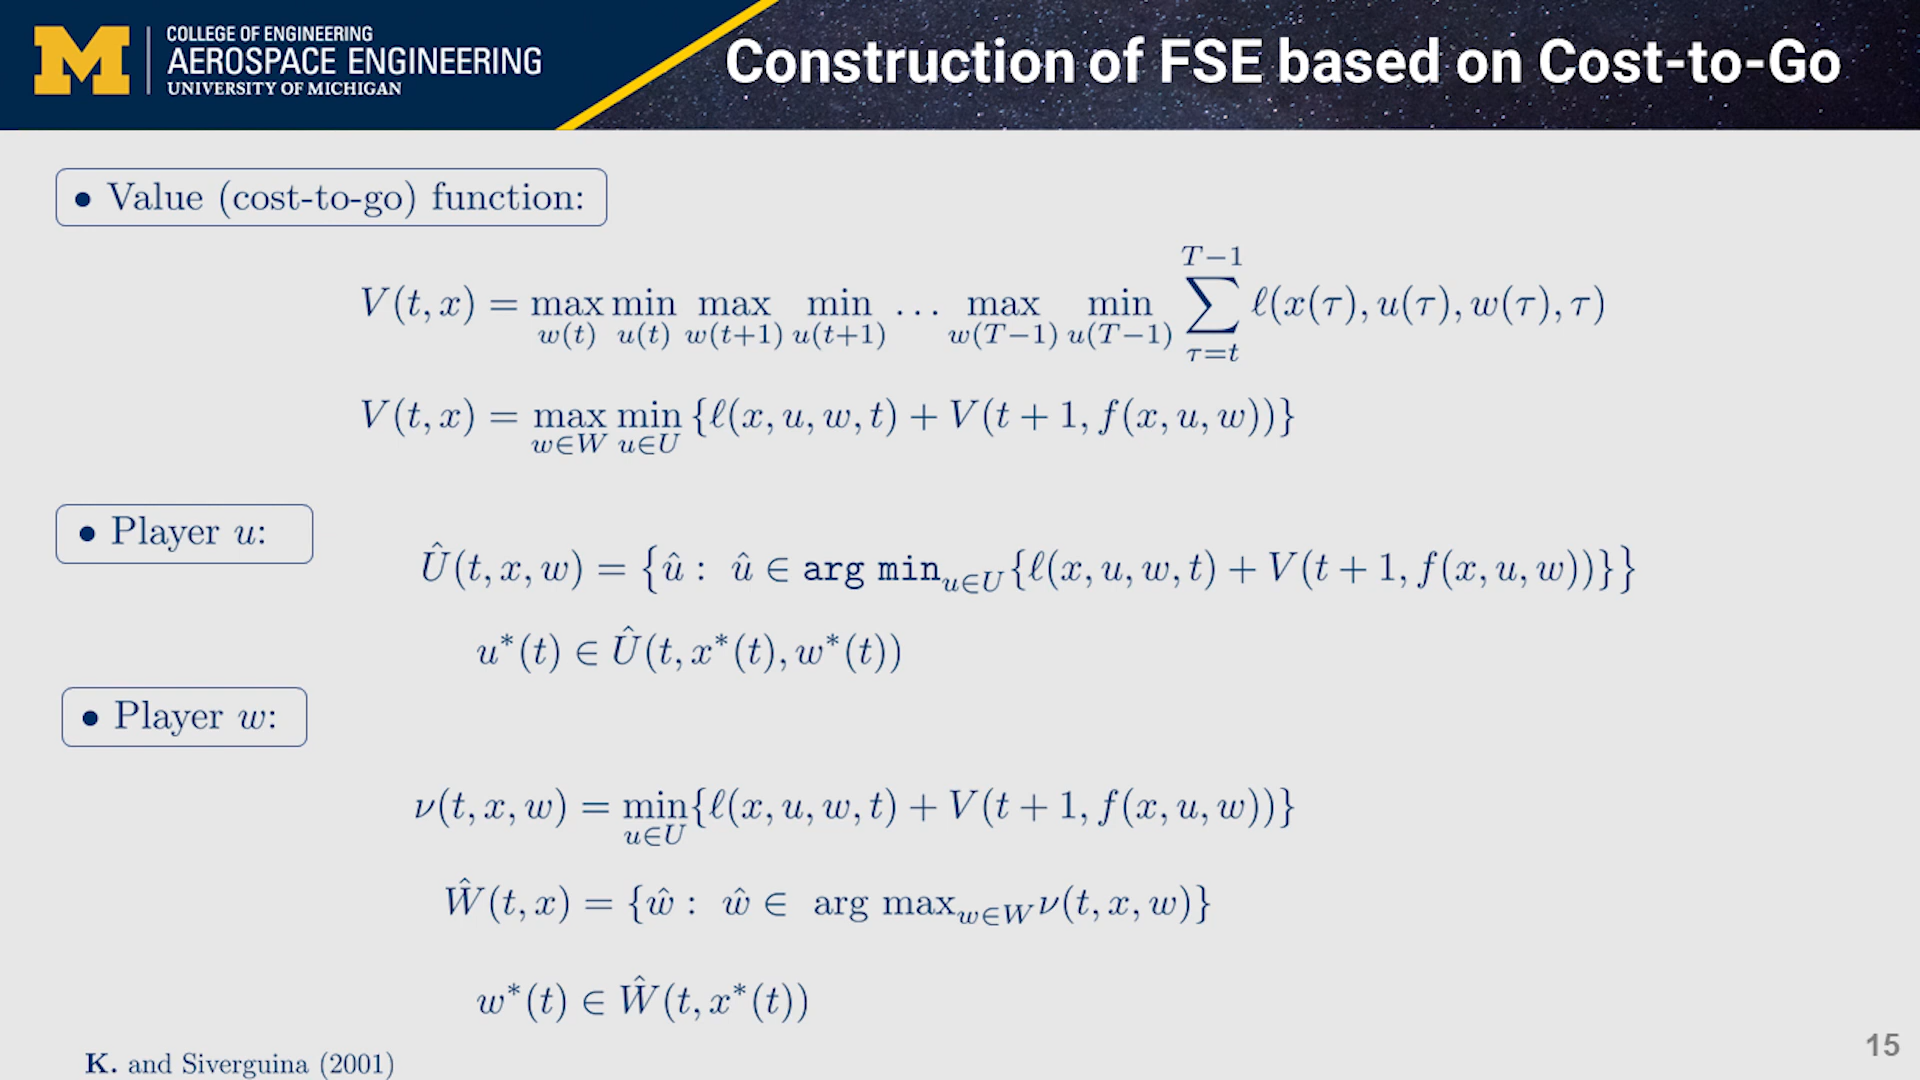 M
COLLEGE OF ENGINEERING
AEROSPACE ENGINEERING
UNIVERSITY OF MICHIGAN
Construction of FSE based on Cost-to-Go
• Value (cost-to-go) function:
V(t, x) = max_{w(t)} min_{u(t)} max_{w(t+1)} min_{u(t+1)} … max_{w(T−1)} min_{u(T−1)} ∑_{τ=t}^{T−1} ℓ(x(τ), u(τ), w(τ), τ)
V(t, x) = max_{w∈W} min_{u∈U} {ℓ(x, u, w, t) + V(t + 1, f(x, u, w))}
• Player u:
Û(t, x, w) = {û : û ∈ arg min_{u∈U}{ℓ(x, u, w, t) + V(t + 1, f(x, u, w))}}
u*(t) ∈ Û(t, x*(t), w*(t))
• Player w:
ν(t, x, w) = min_{u∈U}{ℓ(x, u, w, t) + V(t + 1, f(x, u, w))}
Ŵ(t, x) = {ŵ : ŵ ∈ arg max_{w∈W} ν(t, x, w)}
w*(t) ∈ Ŵ(t, x*(t))
K. and Siverguina (2001)
15